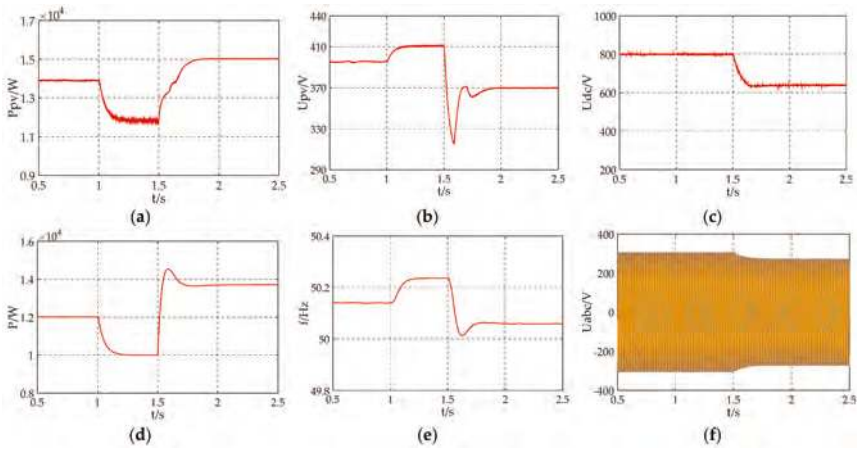 ×10⁴
Ppv/W
1.7
1.5
1.3
1.1
0.9
0.5 1 1.5 2 2.5
t/s
(a)
Upv/V
440
410
370
330
290
0.5 1 1.5 2 2.5
t/s
(b)
Udc/V
1000
800
600
400
200
0.5 1 1.5 2 2.5
t/s
(c)
×10⁴
P/W
1.6
1.4
1.2
1.0
0.8
0.5 1 1.5 2 2.5
t/s
(d)
f/Hz
50.4
50.2
50
49.8
0.5 1 1.5 2 2.5
t/s
(e)
Uabc/V
400
200
0
-200
-400
0.5 1 1.5 2 2.5
t/s
(f)